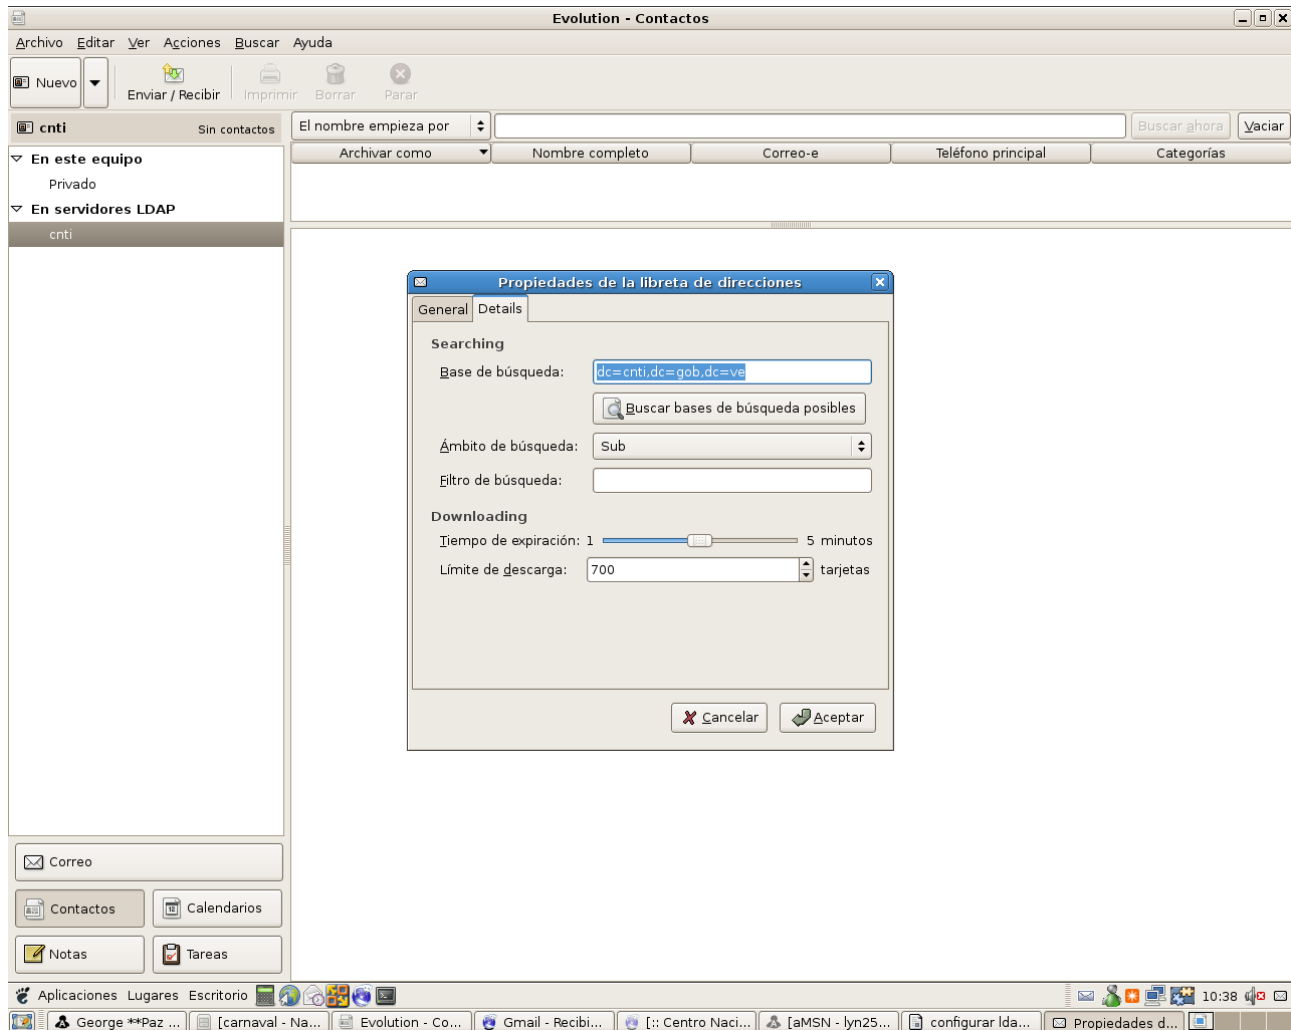 Evolution - Contactos
Archivo Editar Ver Acciones Buscar Ayuda
Nuevo Enviar / Recibir Imprimir Borrar Parar
cnti Sin contactos El nombre empieza por Buscar ahora Vaciar
Archivar como Nombre completo Correo-e Teléfono principal Categorías
En este equipo
Privado
En servidores LDAP
cnti
Propiedades de la libreta de direcciones
General Details
Searching
Base de búsqueda: dc=cnti,dc=gob,dc=ve
Buscar bases de búsqueda posibles
Ámbito de búsqueda: Sub
Filtro de búsqueda:
Downloading
Tiempo de expiración: 1 5 minutos
Límite de descarga: 700 tarjetas
Cancelar Aceptar
Correo
Contactos Calendarios
Notas Tareas
Aplicaciones Lugares Escritorio 10:38
George **Paz ... [carnaval - Na... Evolution - Co... Gmail - Recibi... [:: Centro Naci... [aMSN - lyn25... configurar lda... Propiedades d...